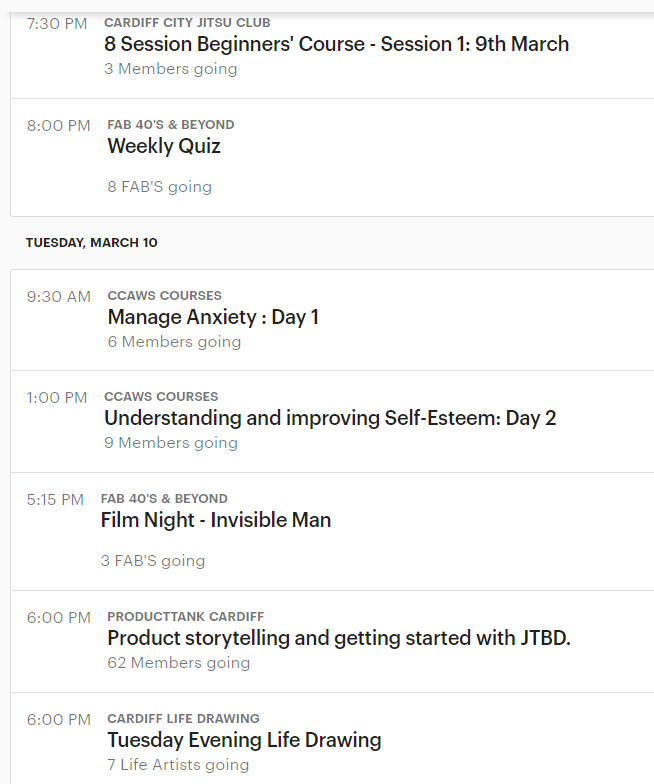 7:30 PM CARDIFF CITY JITSU CLUB
8 Session Beginners' Course - Session 1: 9th March
3 Members going
8:00 PM FAB 40'S & BEYOND
Weekly Quiz
8 FAB'S going
TUESDAY, MARCH 10
9:30 AM CCAWS COURSES
Manage Anxiety : Day 1
6 Members going
1:00 PM CCAWS COURSES
Understanding and improving Self-Esteem: Day 2
9 Members going
5:15 PM FAB 40'S & BEYOND
Film Night - Invisible Man
3 FAB'S going
6:00 PM PRODUCTTANK CARDIFF
Product storytelling and getting started with JTBD.
62 Members going
6:00 PM CARDIFF LIFE DRAWING
Tuesday Evening Life Drawing
7 Life Artists going